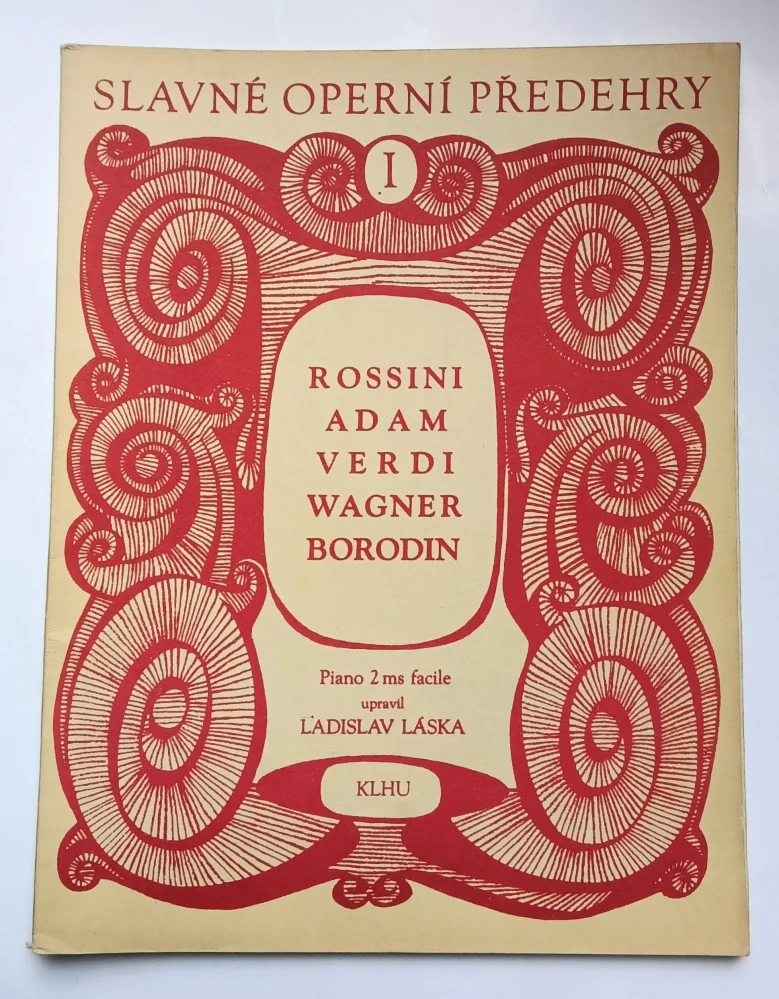 SLAVNÉ OPERNÍ PŘEDEHRY
I
ROSSINI
ADAM
VERDI
WAGNER
BORODIN
Piano 2 ms facile
upravil
LADISLAV LÁSKA
KLHU